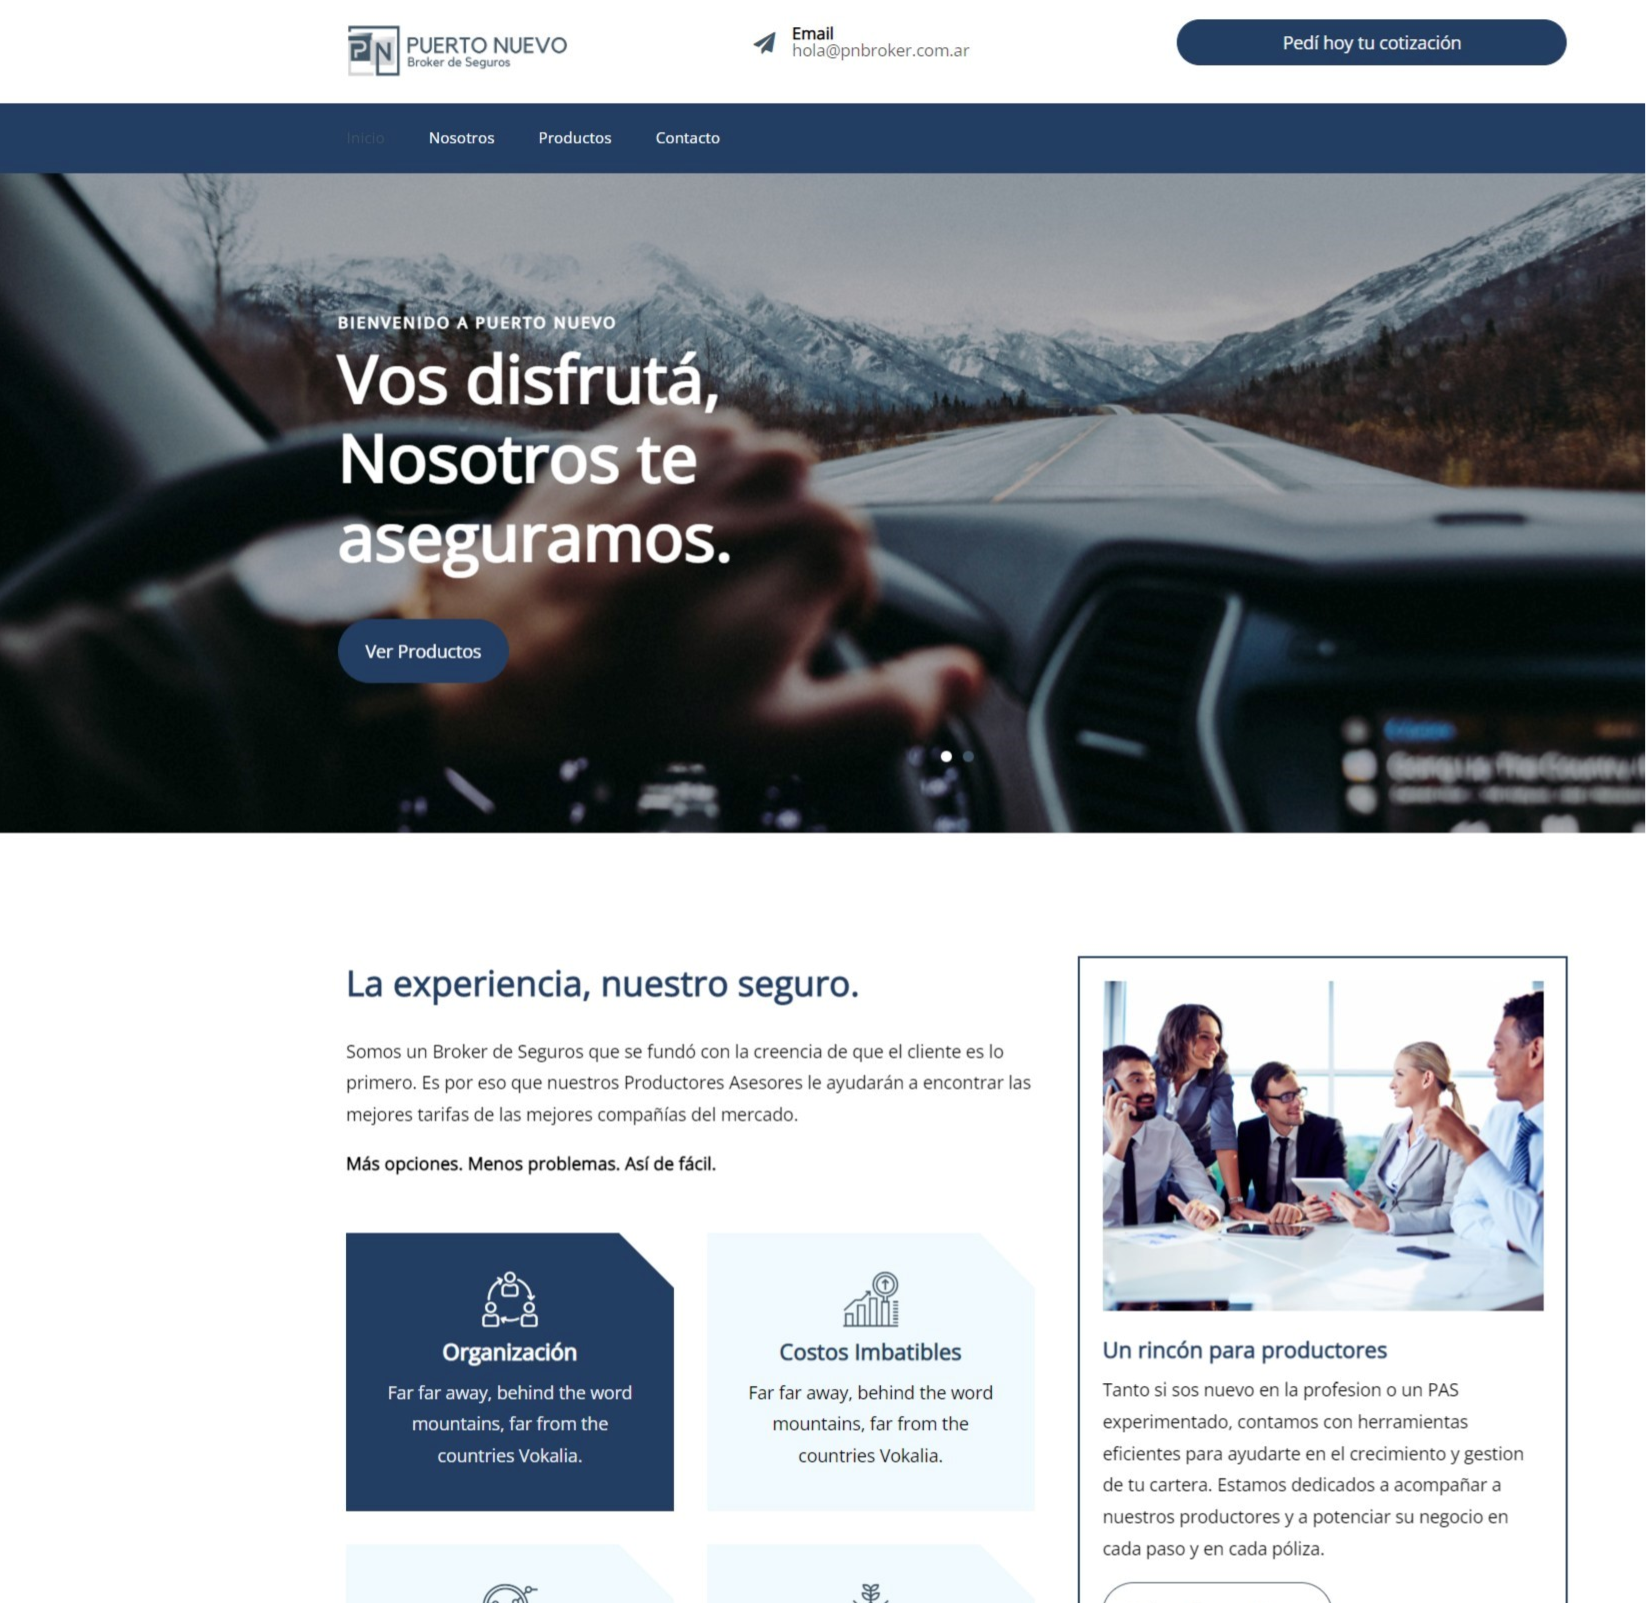 PN PUERTO NUEVO
Broker de Seguros
Email
hola@pnbroker.com.ar
Pedí hoy tu cotización
Inicio
Nosotros
Productos
Contacto
BIENVENIDO A PUERTO NUEVO
Vos disfrutá,
Nosotros te
aseguramos.
Ver Productos
La experiencia, nuestro seguro.
Somos un Broker de Seguros que se fundó con la creencia de que el cliente es lo
primero. Es por eso que nuestros Productores Asesores le ayudarán a encontrar las
mejores tarifas de las mejores compañías del mercado.
Más opciones. Menos problemas. Así de fácil.
Organización
Far far away, behind the word
mountains, far from the
countries Vokalia.
Costos Imbatibles
Far far away, behind the word
mountains, far from the
countries Vokalia.
Un rincón para productores
Tanto si sos nuevo en la profesion o un PAS
experimentado, contamos con herramientas
eficientes para ayudarte en el crecimiento y gestion
de tu cartera. Estamos dedicados a acompañar a
nuestros productores y a potenciar su negocio en
cada paso y en cada póliza.